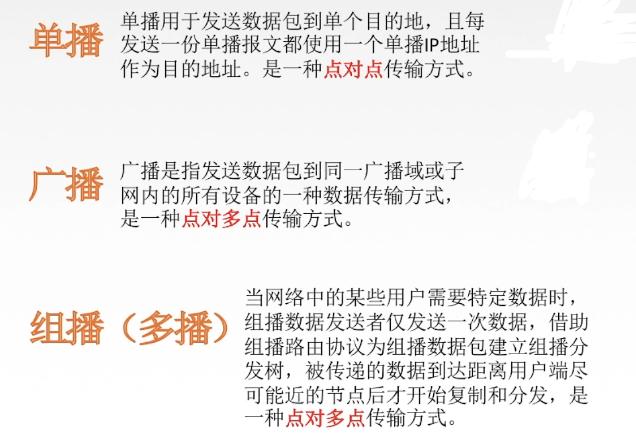 单播
单播用于发送数据包到单个目的地，且每
发送一份单播报文都使用一个单播IP地址
作为目的地址。是一种点对点传输方式。
广播
广播是指发送数据包到同一广播域或子
网内的所有设备的一种数据传输方式，
是一种点对多点传输方式。
组播（多播）
当网络中的某些用户需要特定数据时，
组播数据发送者仅发送一次数据，借助
组播路由协议为组播数据包建立组播分
发树，被传递的数据到达距离用户端尽
可能近的节点后才开始复制和分发，是
一种点对多点传输方式。